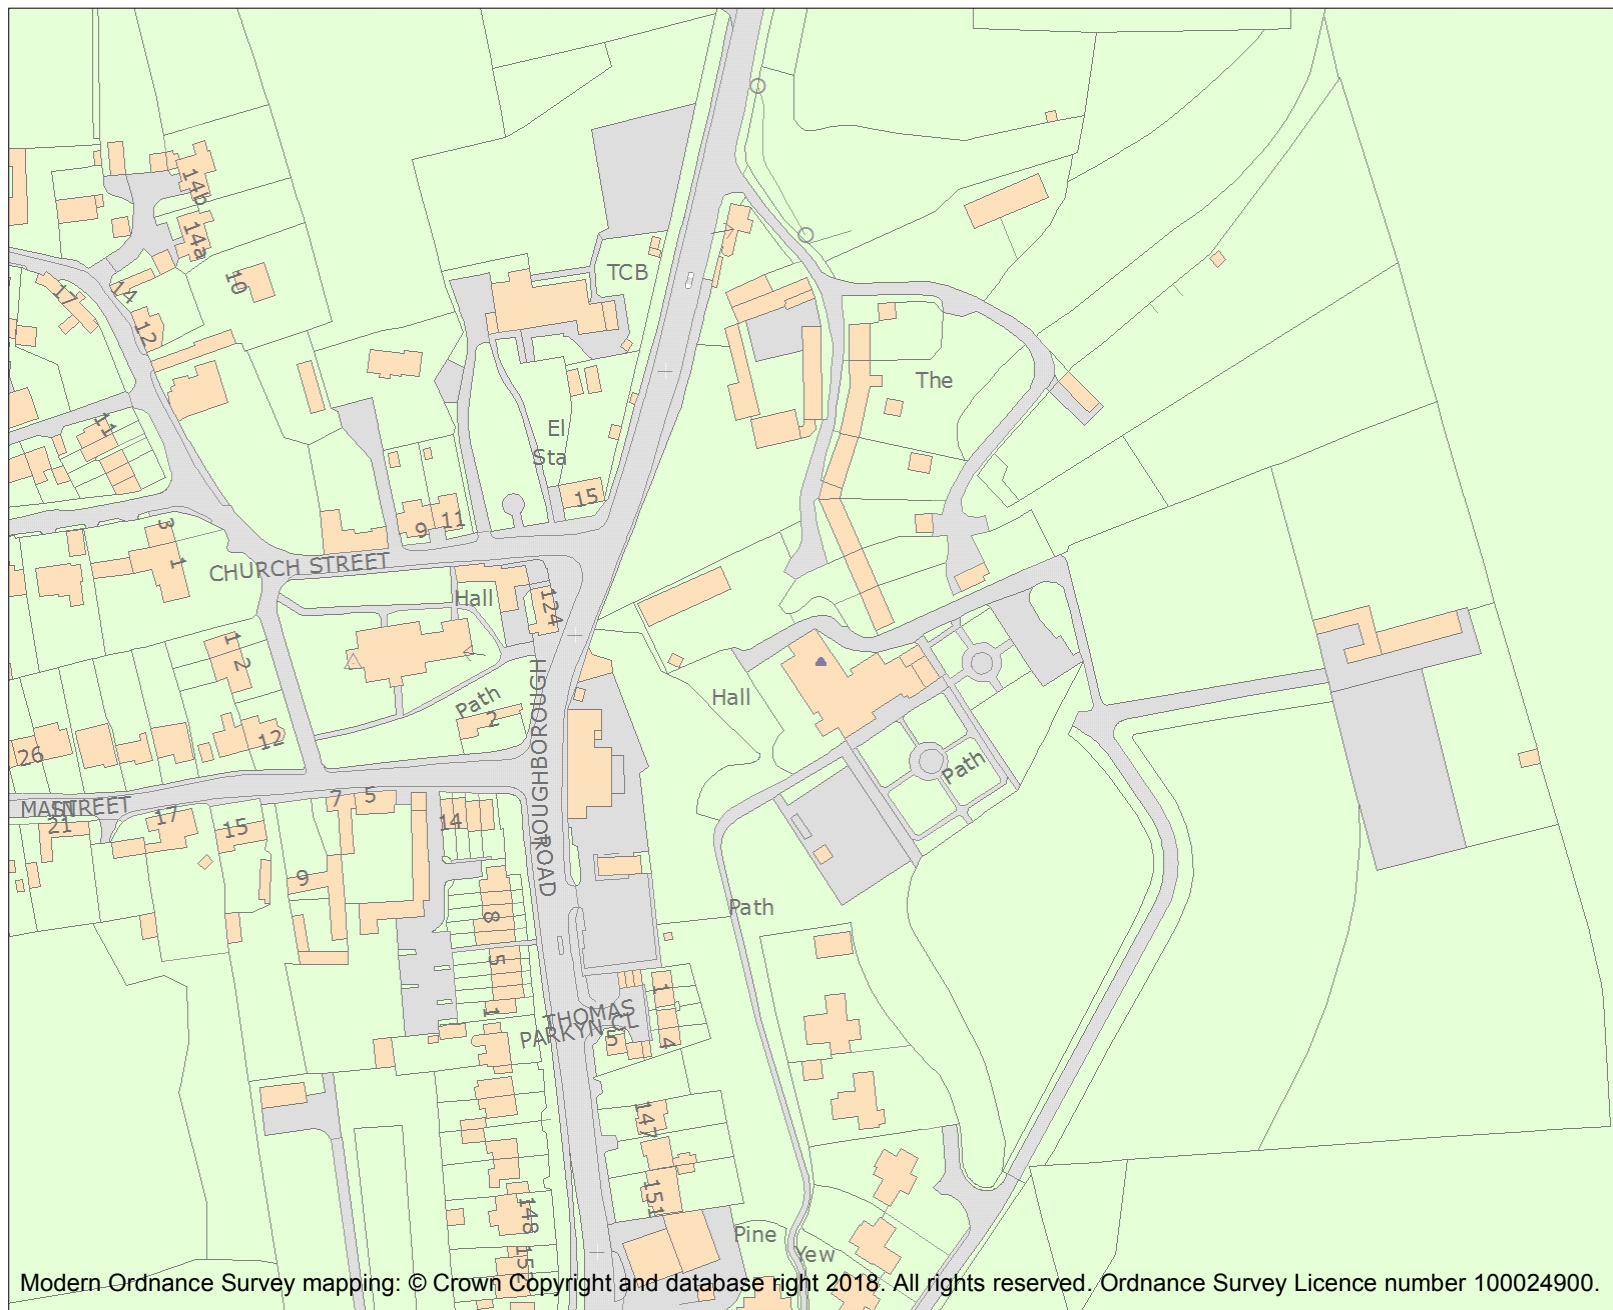 14b
14a
10
17
14
12
TCB
7
The
11
El
Sta
15
9
11
3
1
CHURCH STREET
Hall
124
1
2
Path
2
Hall
12
26
LOUGHBOROUGH
ROAD
Path
MAIN STREET
21
17
15
7
5
14
9
8
Path
5
1
THOMAS
PARKYN CL
1
5
4
147
151
148
Pine
Yew
Modern Ordnance Survey mapping: © Crown Copyright and database right 2018. All rights reserved. Ordnance Survey Licence number 100024900.